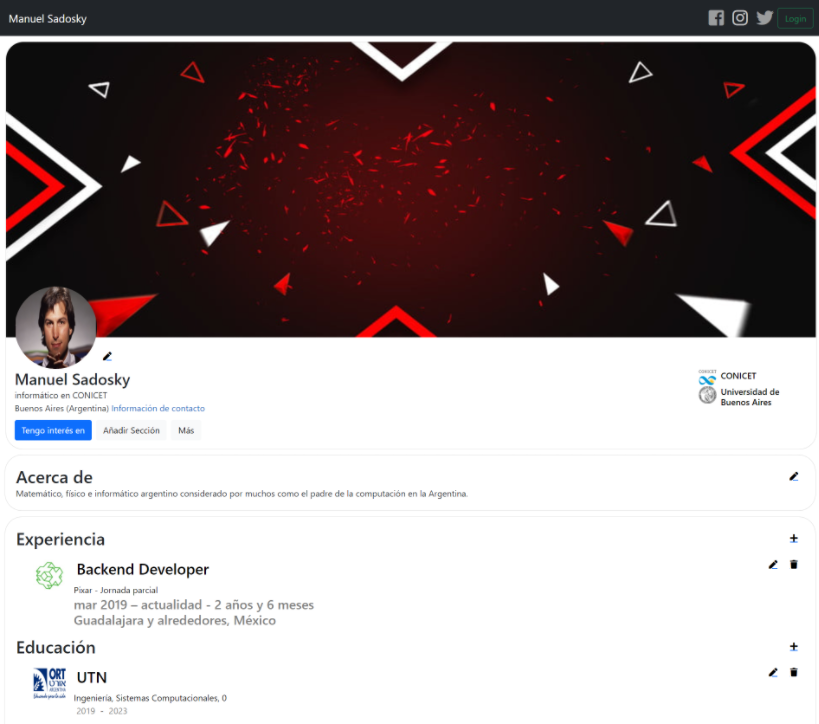 Manuel Sadosky
Login
Manuel Sadosky
informático en CONICET
Buenos Aires (Argentina) Información de contacto
Tengo interés en
Añadir Sección
Más
CONICET
CONICET
Universidad de
Buenos Aires
Acerca de
Matemático, físico e informático argentino considerado por muchos como el padre de la computación en la Argentina.
Experiencia
Backend Developer
Pixar - Jornada parcial
mar 2019 – actualidad - 2 años y 6 meses
Guadalajara y alrededores, México
Educación
ORT
ARGENTINA
UTN
Ingeniería, Sistemas Computacionales, 0
2019 - 2023